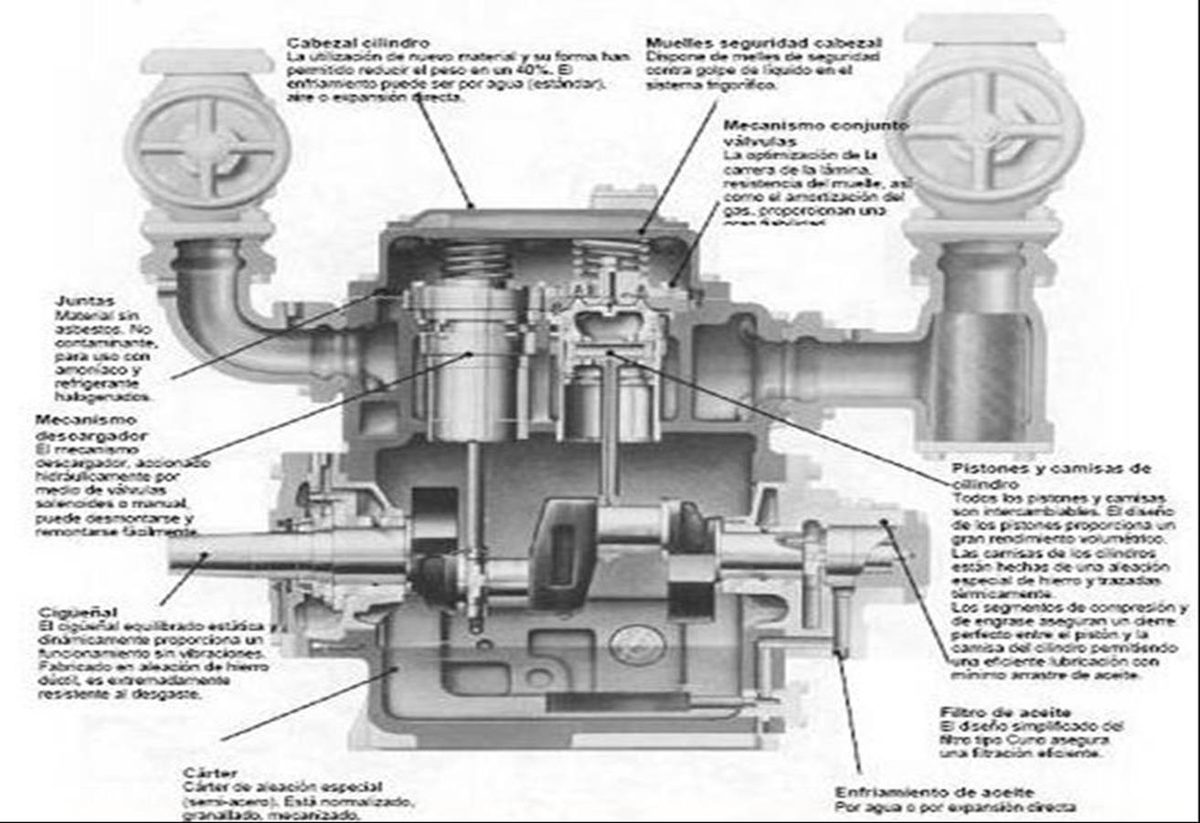 Cabezal cilindro
La utilización de nuevo material y su forma han
permitido reducir el peso en un 40%. El
enfriamiento puede ser por agua (estándar),
aire o expansión directa.
Muelles seguridad cabezal
Dispone de melles de seguridad
contra golpe de líquido en el
sistema frigorífico.
Mecanismo conjunto
válvulas
La optimización de la
carrera de la lámina,
resistencia del muelle, así
como el amortización del
gas, proporcionan una
gran fiabilidad
Juntas
Material sin
asbestos. No
contaminante,
para uso con
amoníaco y
refrigerante
halogenados.
Mecanismo
descargador
El mecanismo
descargador, accionado
hidráulicamente por
medio de válvulas
solenoides o manual,
puede desmontarse y
remontarse fácilmente.
Pistones y camisas de
cilindro
Todos los pistones y camisas
son intercambiables. El diseño
de los pistones proporciona un
gran rendimiento volumétrico.
Las camisas de los cilindros
están hechas de una aleación
especial de hierro y trazadas
térmicamente.
Los segmentos de compresión y
de engrase aseguran un cierre
perfecto entre el pistón y la
camisa del cilindro permitiendo
una eficiente lubricación con
mínimo arrastre de aceite.
Cigüeñal
El cigüeñal equilibrado estática y
dinámicamente proporciona un
funcionamiento sin vibraciones.
Fabricado en aleación de hierro
dúctil, es extremadamente
resistente al desgaste.
Filtro de aceite
El diseño simplificado del
filtro tipo Cuno asegura
una filtración eficiente.
Cárter
Cárter de aleación especial
(semi-acero). Está normalizado,
granallado, mecanizado,
Enfriamiento de aceite
Por agua o por expansión directa